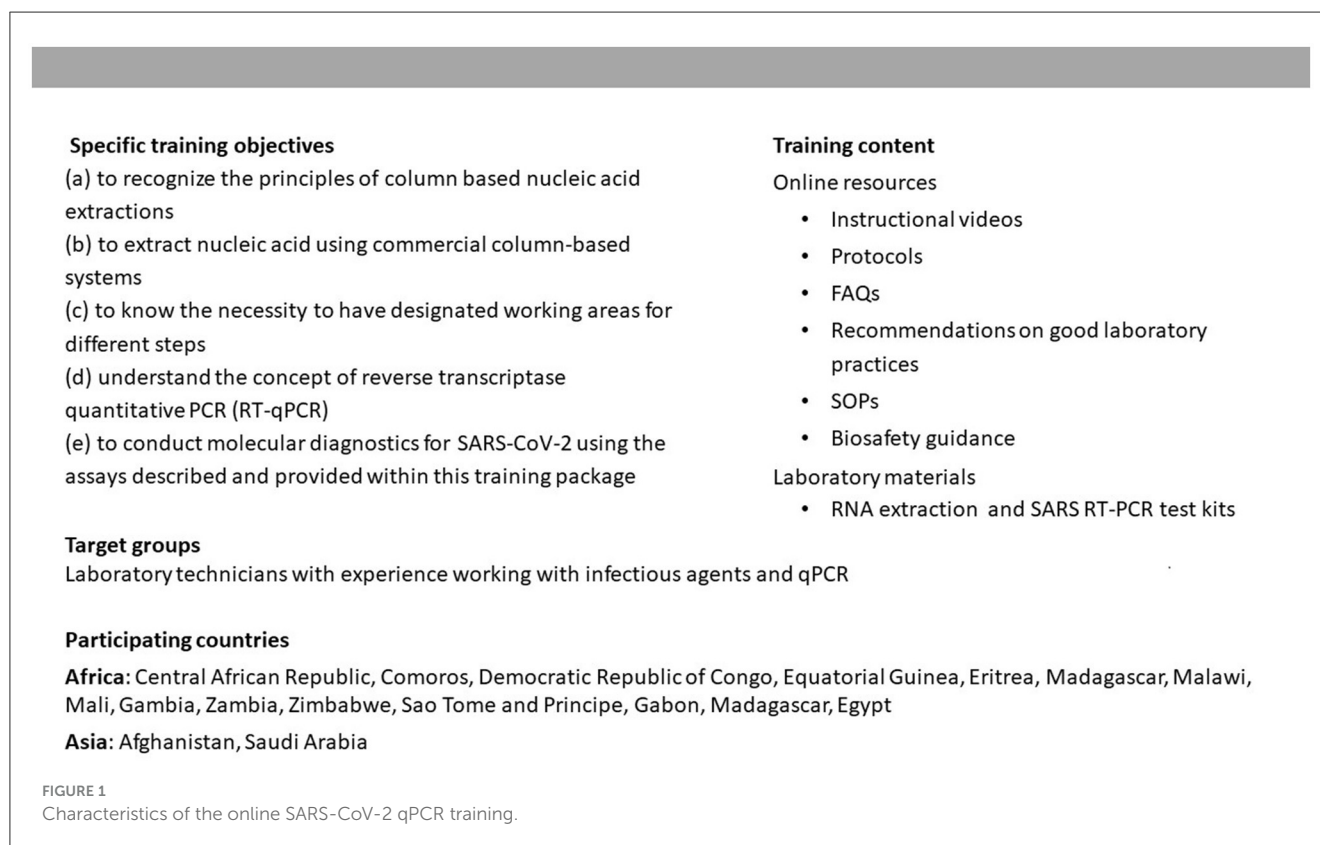 Specific training objectives
(a) to recognize the principles of column based nucleic acid
extractions
(b) to extract nucleic acid using commercial column-based
systems
(c) to know the necessity to have designated working areas for
different steps
(d) understand the concept of reverse transcriptase
quantitative PCR (RT-qPCR)
(e) to conduct molecular diagnostics for SARS-CoV-2 using the
assays described and provided within this training package
Training content
Online resources
• Instructional videos
• Protocols
• FAQs
• Recommendations on good laboratory
practices
• SOPs
• Biosafety guidance
Laboratory materials
• RNA extraction and SARS RT-PCR test kits
Target groups
Laboratory technicians with experience working with infectious agents and qPCR
Participating countries
Africa: Central African Republic, Comoros, Democratic Republic of Congo, Equatorial Guinea, Eritrea, Madagascar, Malawi,
Mali, Gambia, Zambia, Zimbabwe, Sao Tome and Principe, Gabon, Madagascar, Egypt
Asia: Afghanistan, Saudi Arabia
FIGURE 1
Characteristics of the online SARS-CoV-2 qPCR training.